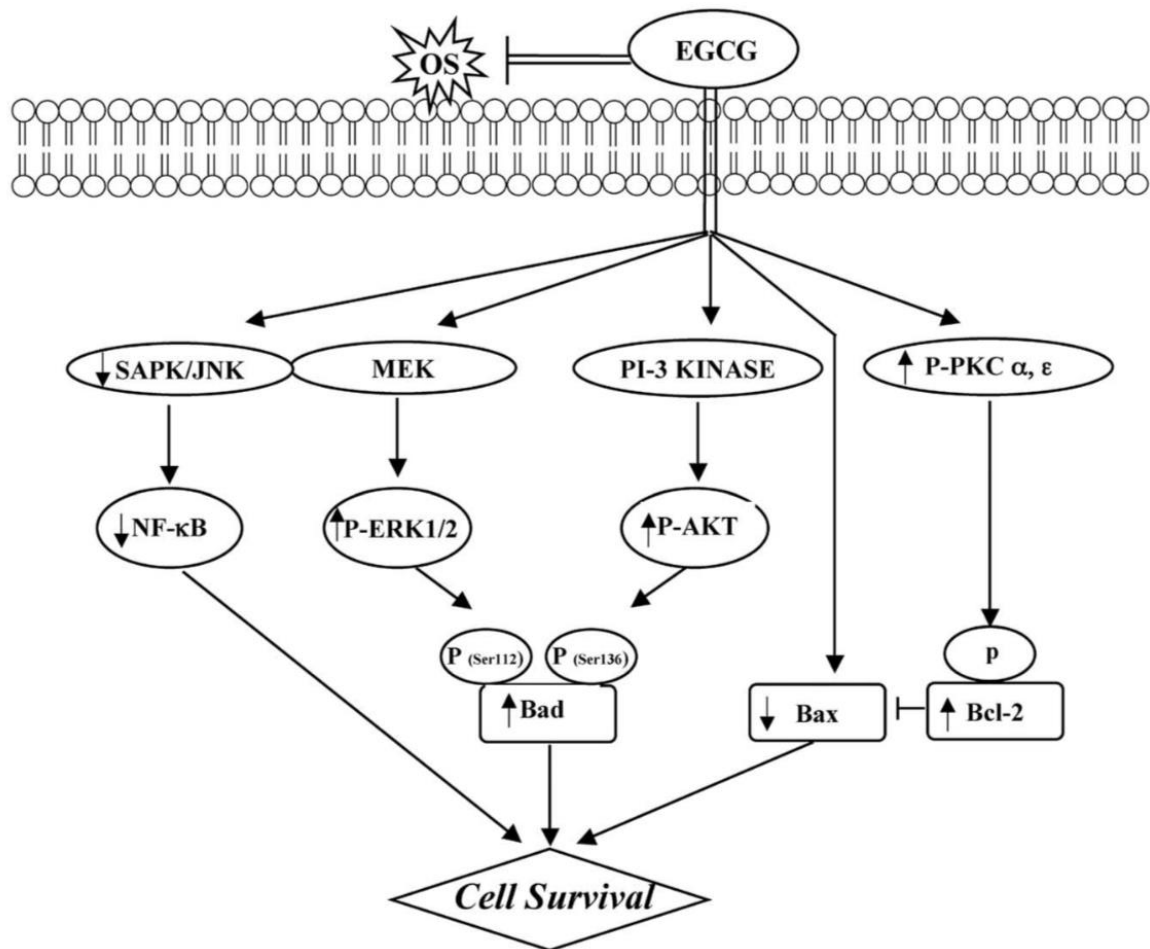 EGCG
OS
SAPK/JNK
MEK
PI-3 KINASE
P-PKC α, ε
NF-κB
P-ERK1/2
P-AKT
P (Ser112)
P (Ser136)
p
Bad
Bax
Bcl-2
Cell Survival